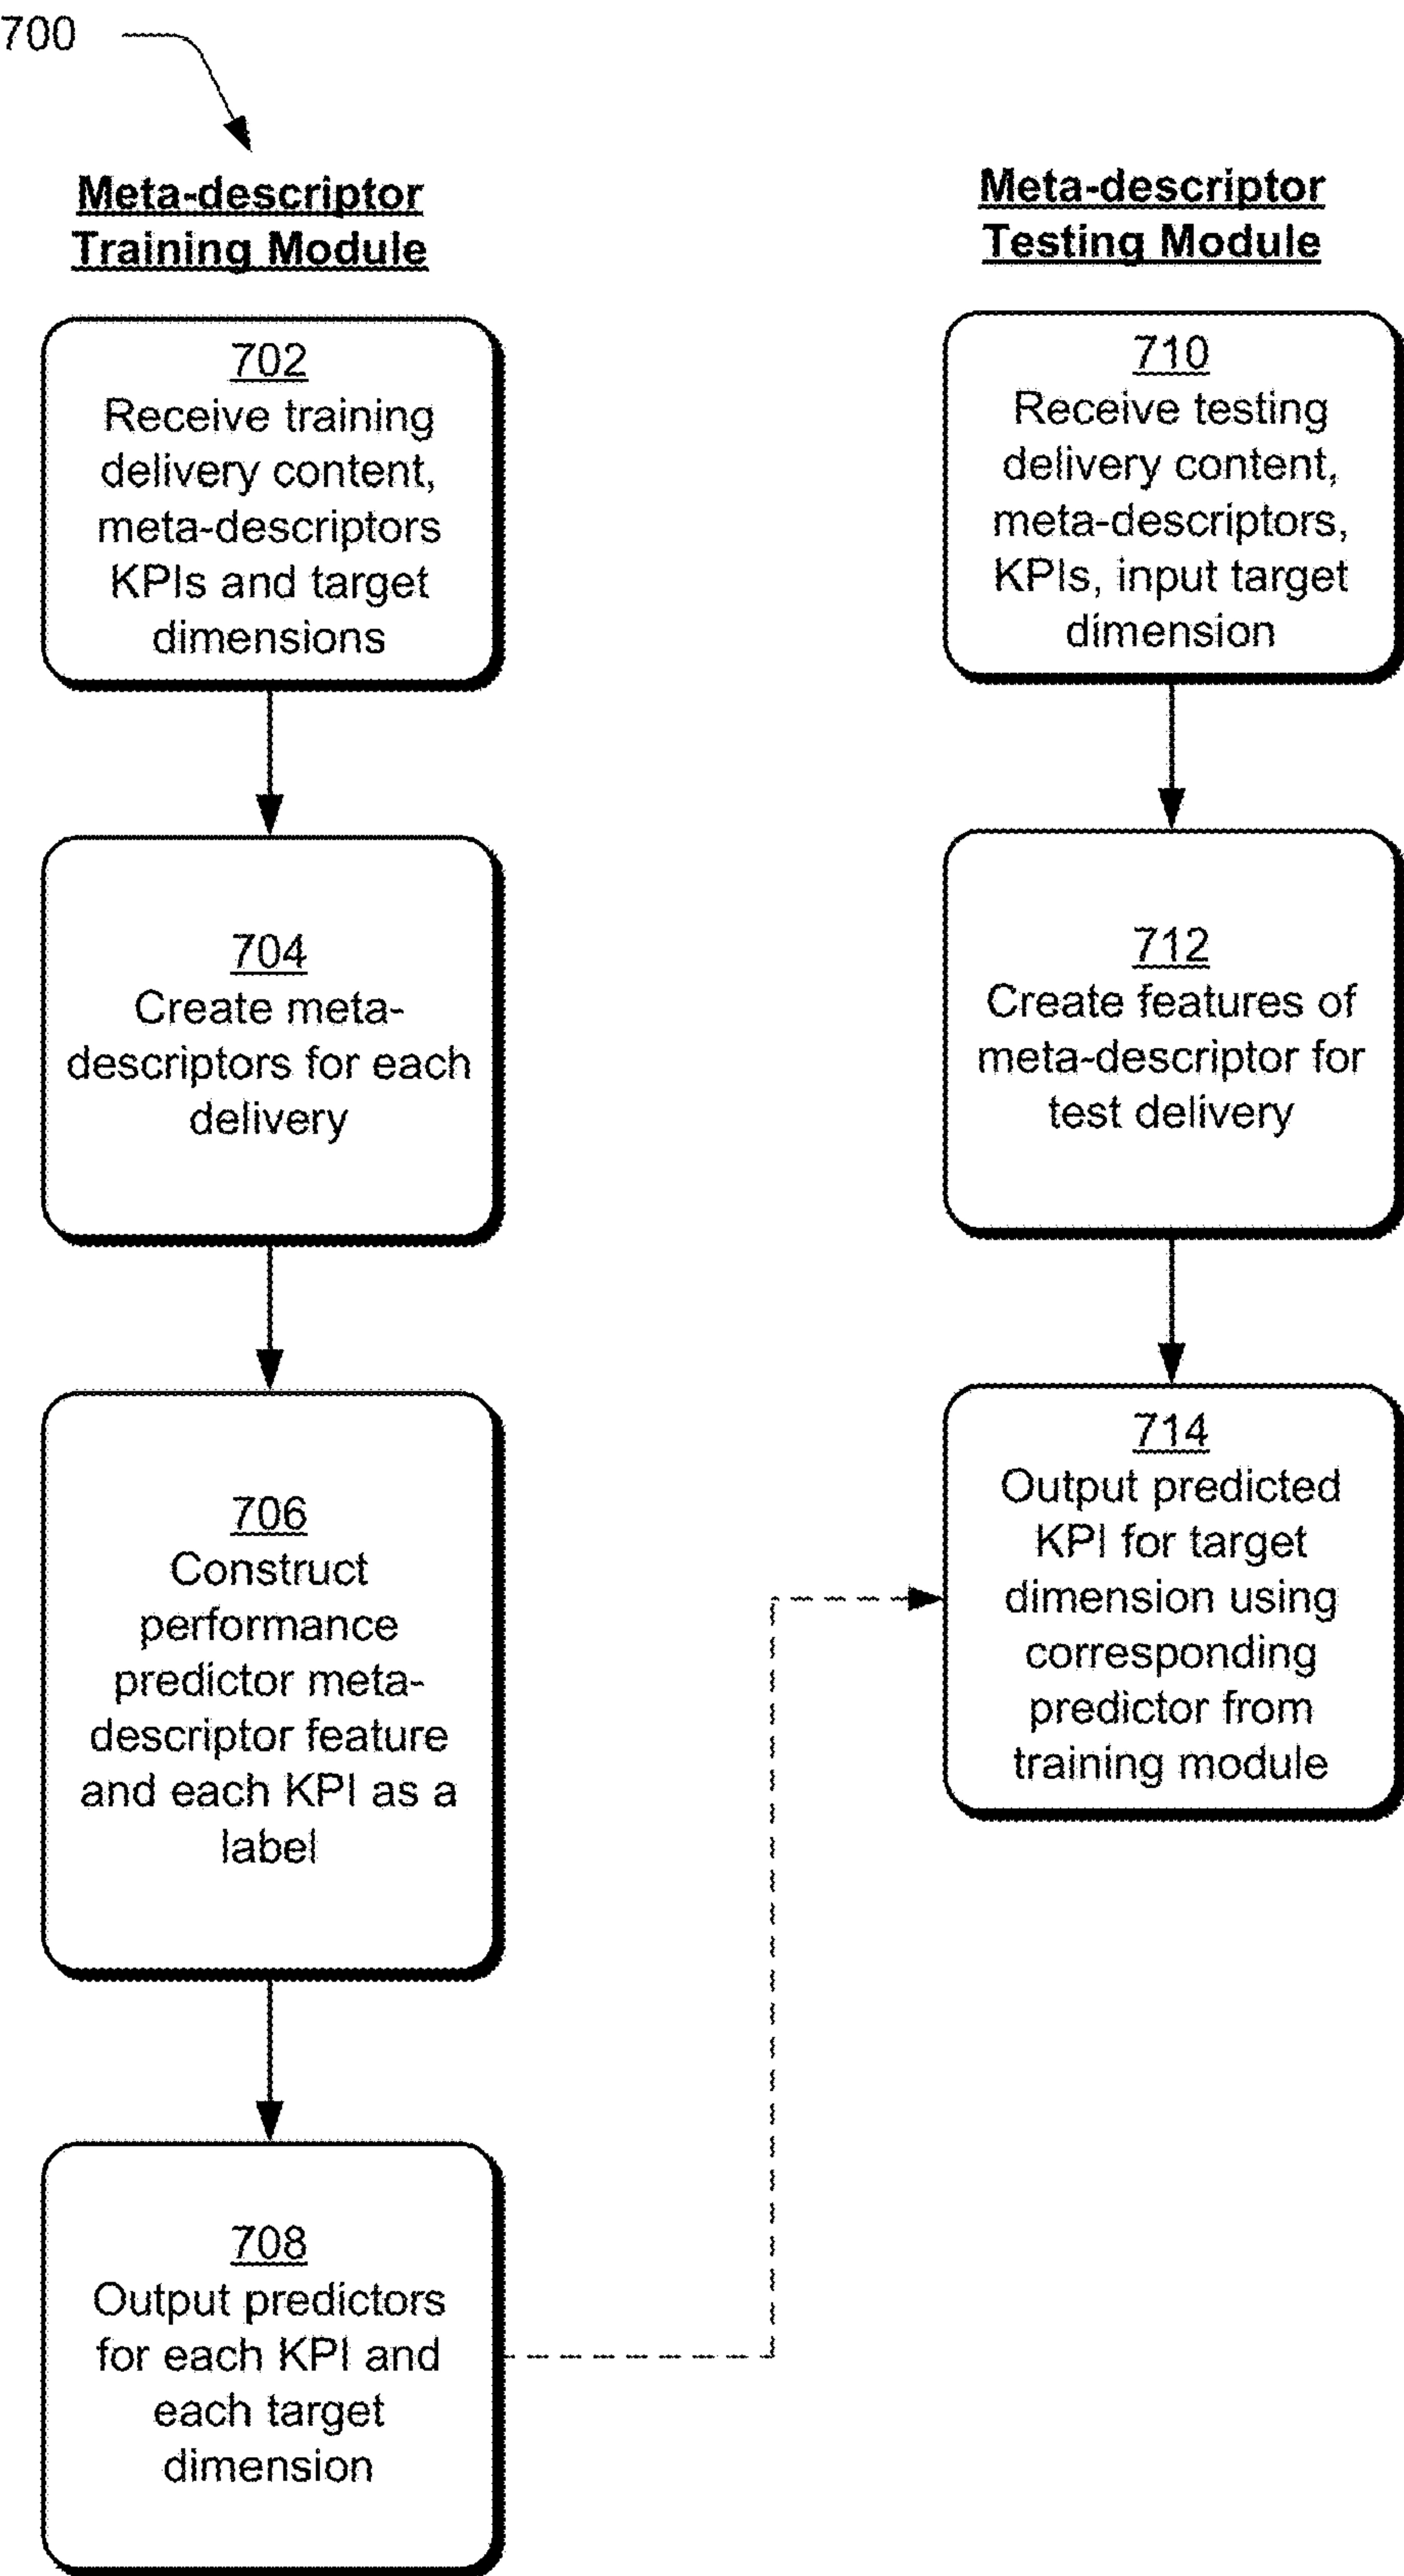 700
Meta-descriptor
Training Module
702
Receive training
delivery content,
meta-descriptors
KPIs and target
dimensions
704
Create meta-
descriptors for each
delivery
706
Construct
performance
predictor meta-
descriptor feature
and each KPI as a
label
708
Output predictors
for each KPI and
each target
dimension
Meta-descriptor
Testing Module
710
Receive testing
delivery content,
meta-descriptors,
KPIs, input target
dimension
712
Create features of
meta-descriptor for
test delivery
714
Output predicted
KPI for target
dimension using
corresponding
predictor from
training module